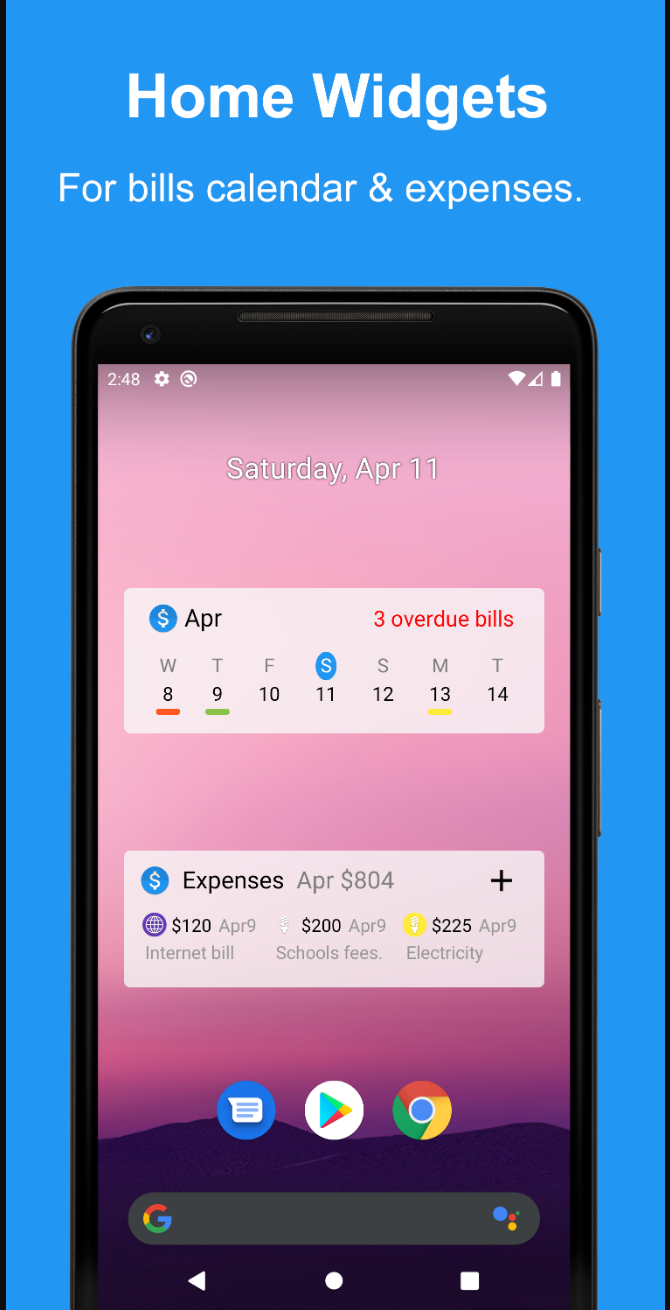 Home Widgets
For bills calendar & expenses.
2:48
Saturday, Apr 11
$ Apr 3 overdue bills
W T F S S M T
8 9 10 11 12 13 14
$ Expenses Apr $804 +
$120 Apr9 $200 Apr9 $225 Apr9
Internet bill Schools fees. Electricity
G